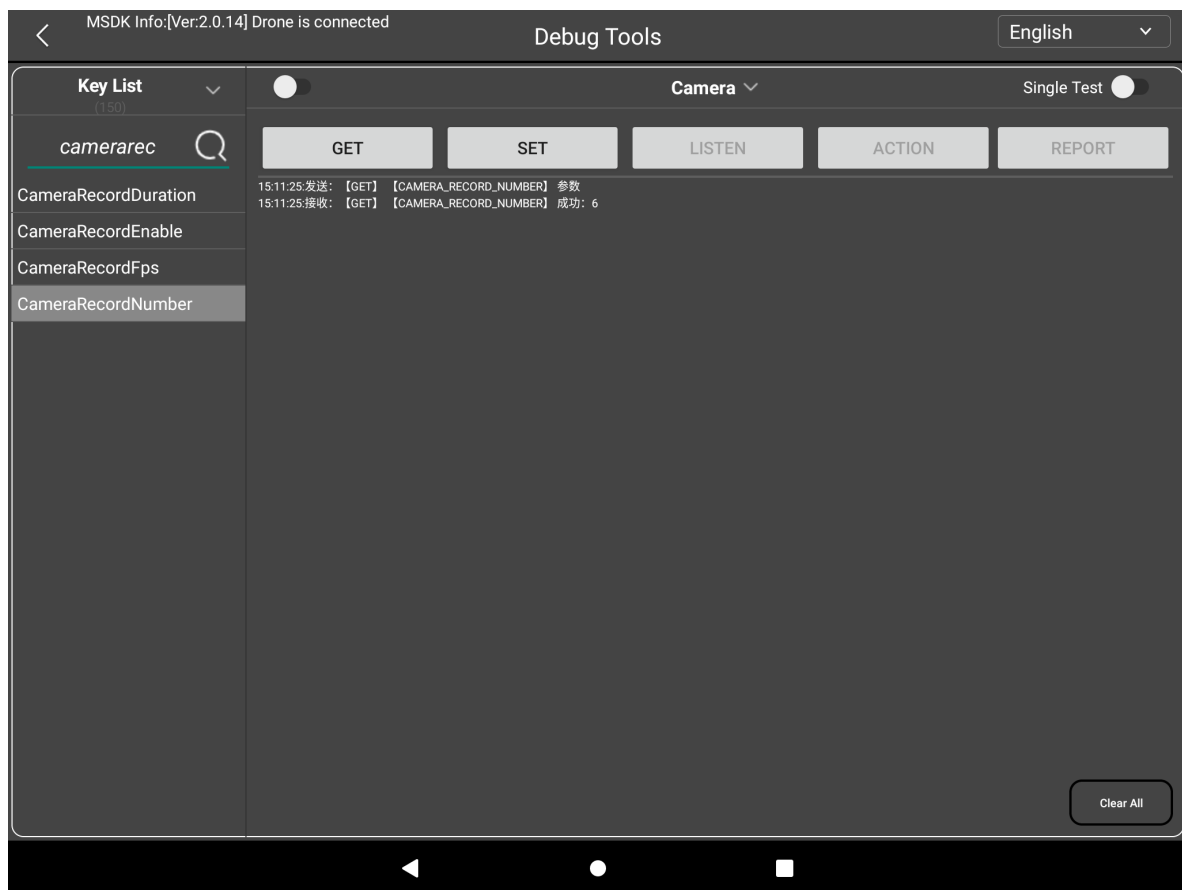 MSDK Info:[Ver:2.0.14] Drone is connected
Debug Tools
English
Key List
(150)
Camera
Single Test
camerarec
GET
SET
LISTEN
ACTION
REPORT
CameraRecordDuration
CameraRecordEnable
CameraRecordFps
CameraRecordNumber
15:11:25:发送：【GET】【CAMERA_RECORD_NUMBER】参数
15:11:25:接收：【GET】【CAMERA_RECORD_NUMBER】成功：6
Clear All